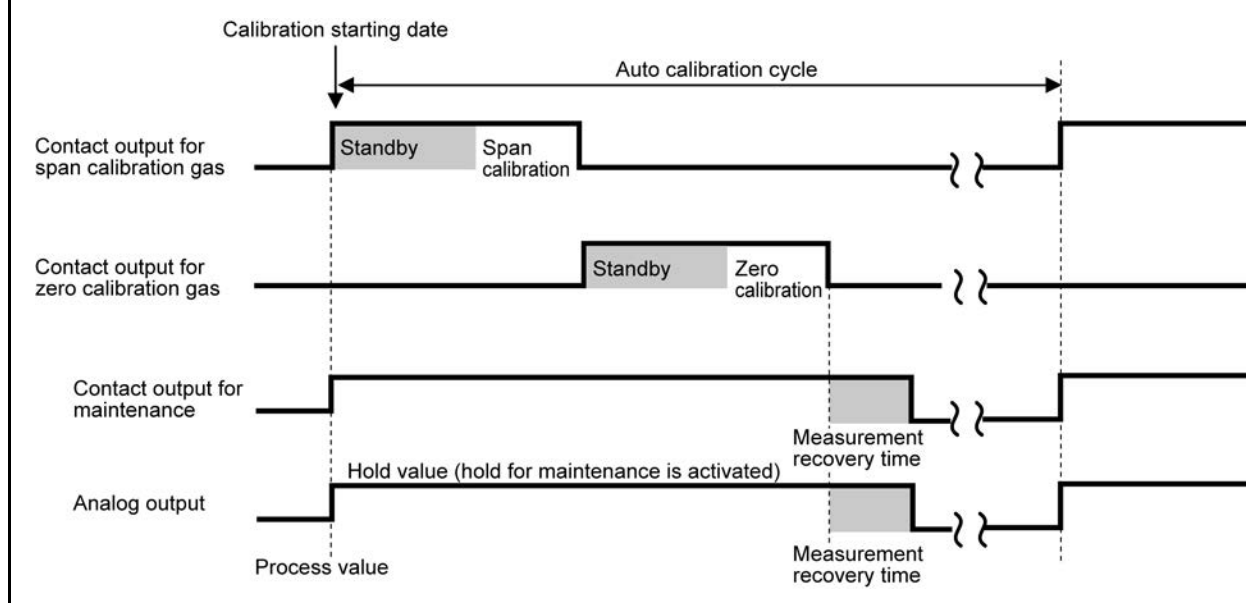 Calibration starting date
Auto calibration cycle
Contact output for
span calibration gas
Standby
Span
calibration
Contact output for
zero calibration gas
Standby
Zero
calibration
Contact output for
maintenance
Measurement
recovery time
Hold value (hold for maintenance is activated)
Analog output
Measurement
recovery time
Process value